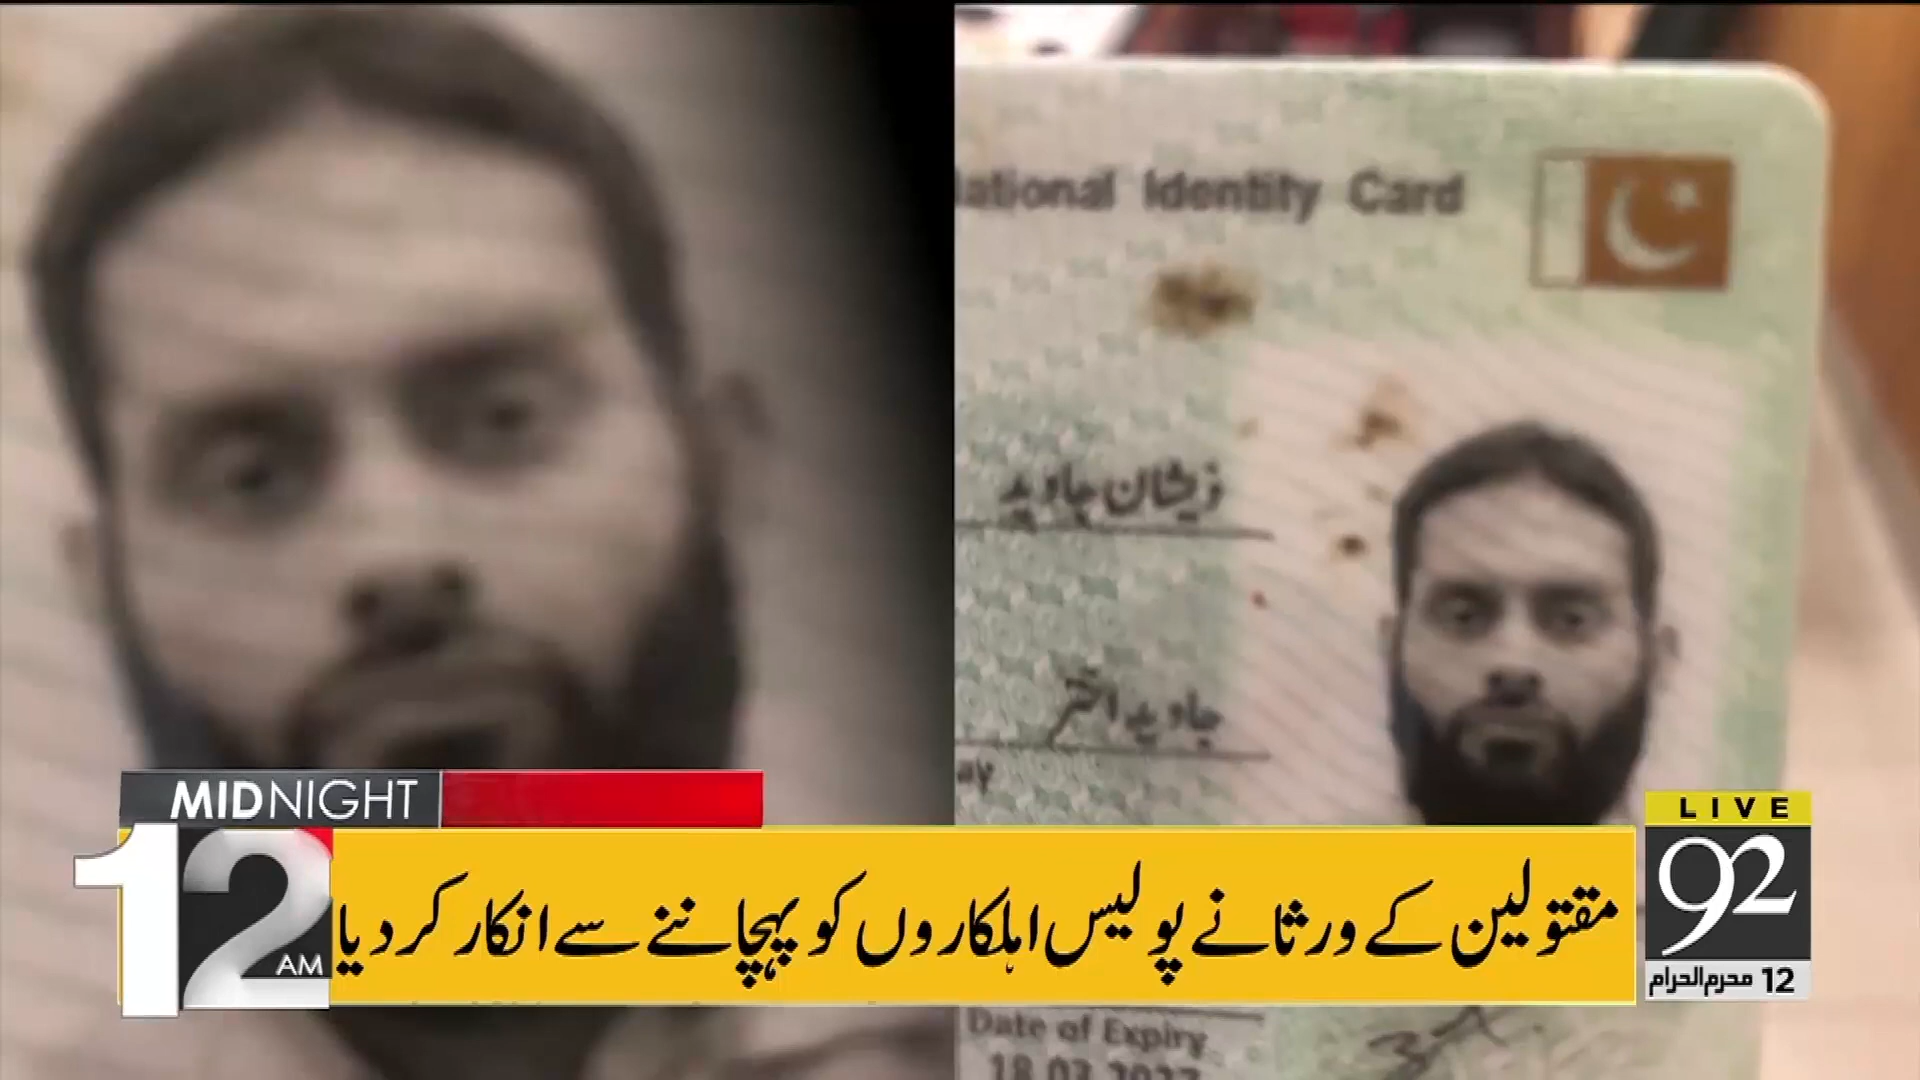 National Identity Card
ذیشان جاوید
جاوید اختر
MIDNIGHT
12 AM
مقتولین کے ورثا نے پولیس اہلکاروں کو پہچاننے سے انکار کر دیا
LIVE
92
12 محرم الحرام
Date of Expiry